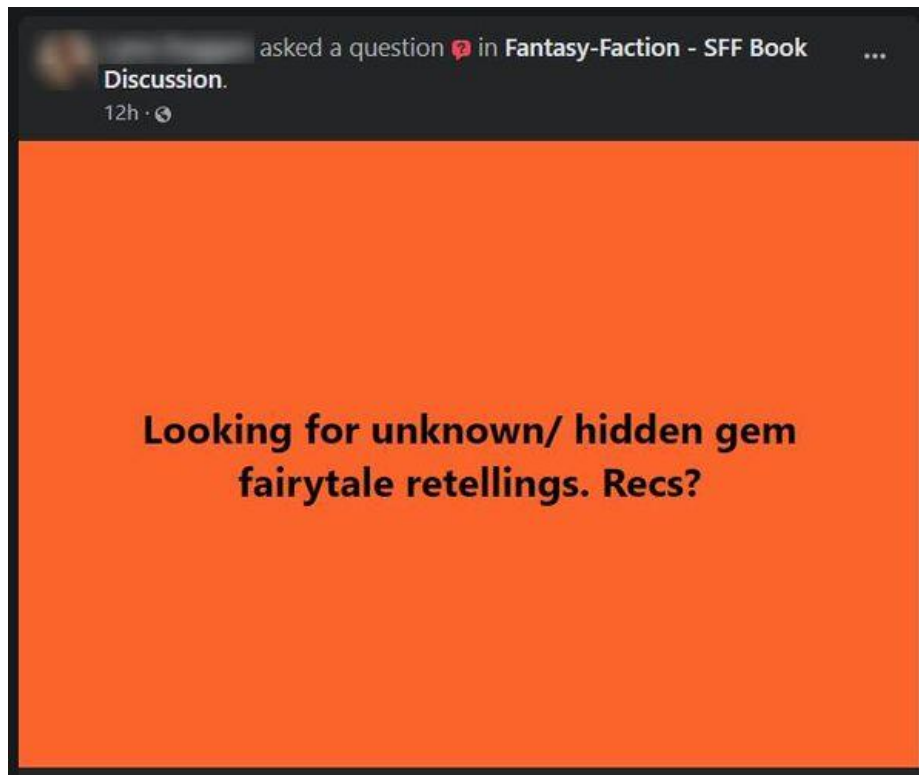 asked a question in Fantasy-Faction - SFF Book
Discussion.
12h ·
Looking for unknown/ hidden gem
fairytale retellings. Recs?